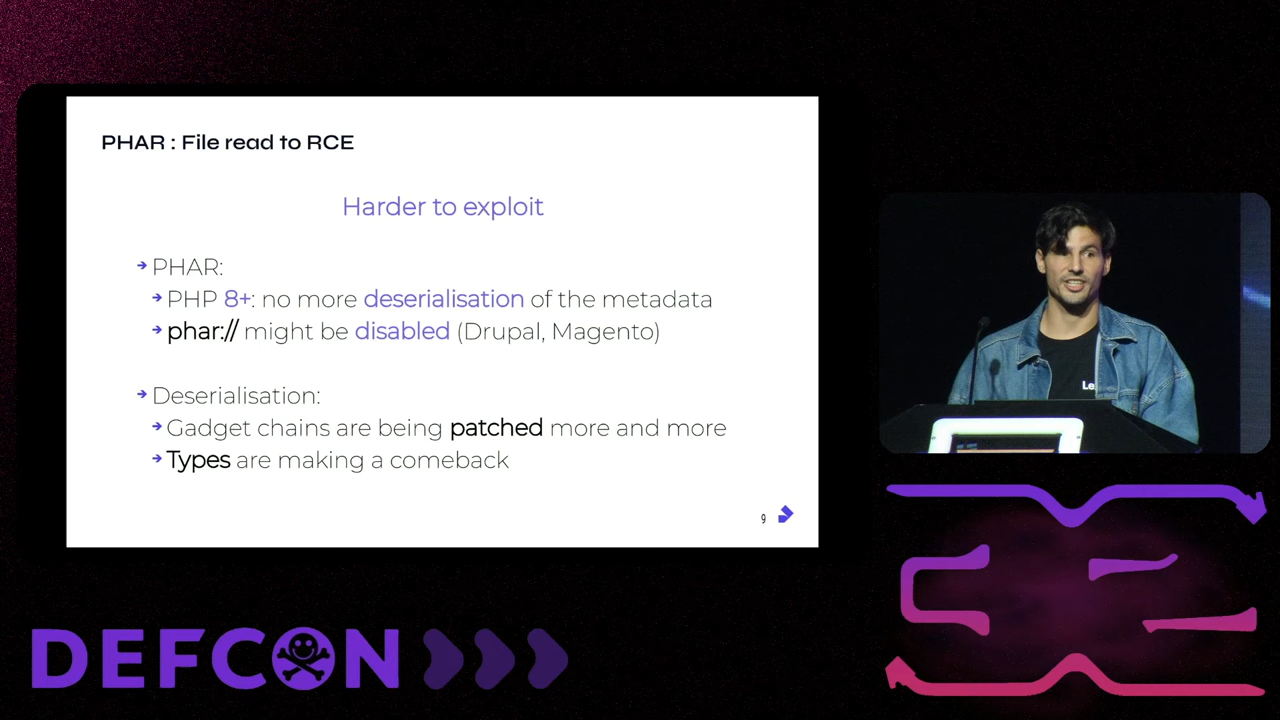 PHAR : File read to RCE
Harder to exploit
PHAR:
PHP 8+: no more deserialisation of the metadata
phar:// might be disabled (Drupal, Magento)
Deserialisation:
Gadget chains are being patched more and more
Types are making a comeback
9
Le
DEFCON